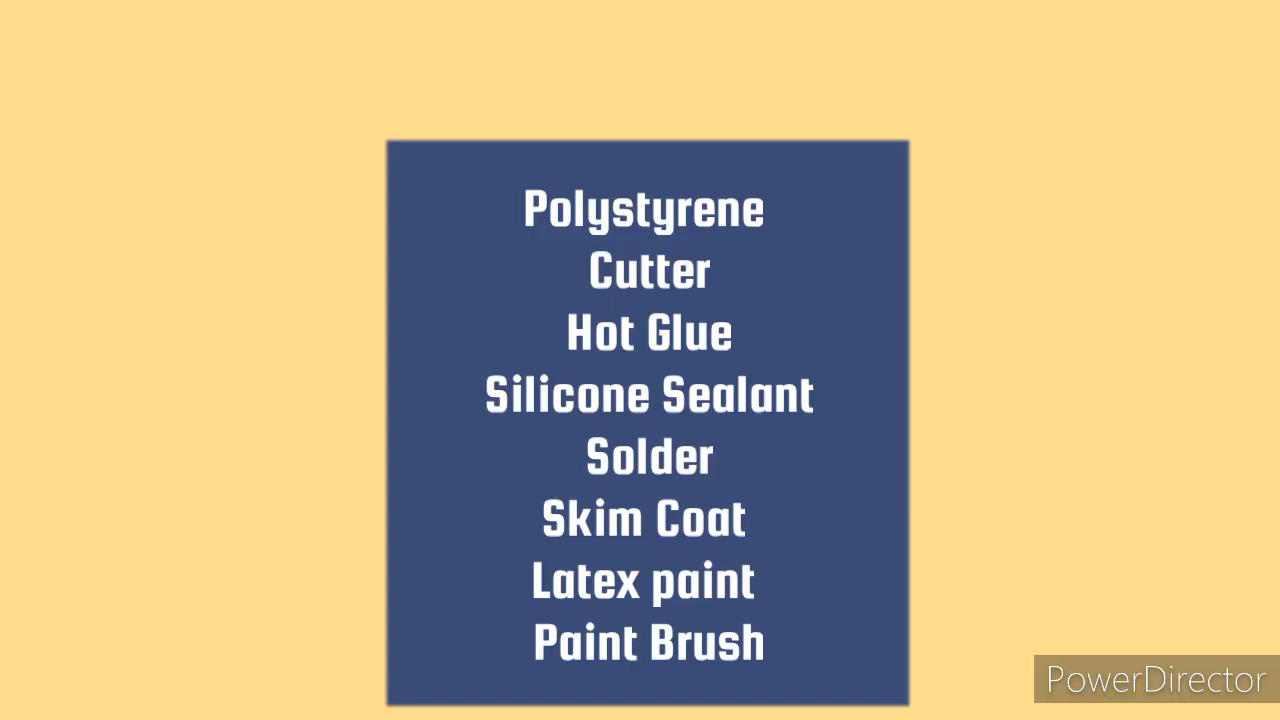 Polystyrene
Cutter
Hot Glue
Silicone Sealant
Solder
Skim Coat
Latex paint
Paint Brush
PowerDirector